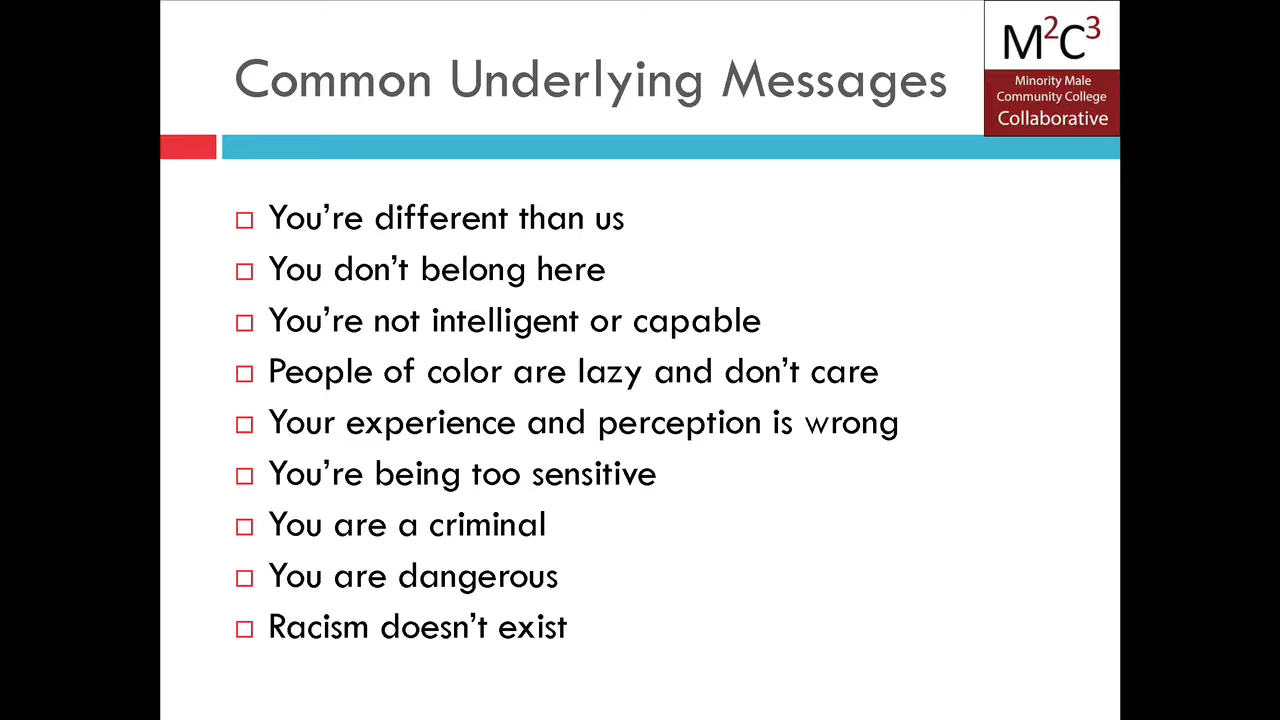 Common Underlying Messages
M²C³
Minority Male
Community College
Collaborative
You're different than us
You don't belong here
You're not intelligent or capable
People of color are lazy and don't care
Your experience and perception is wrong
You're being too sensitive
You are a criminal
You are dangerous
Racism doesn't exist